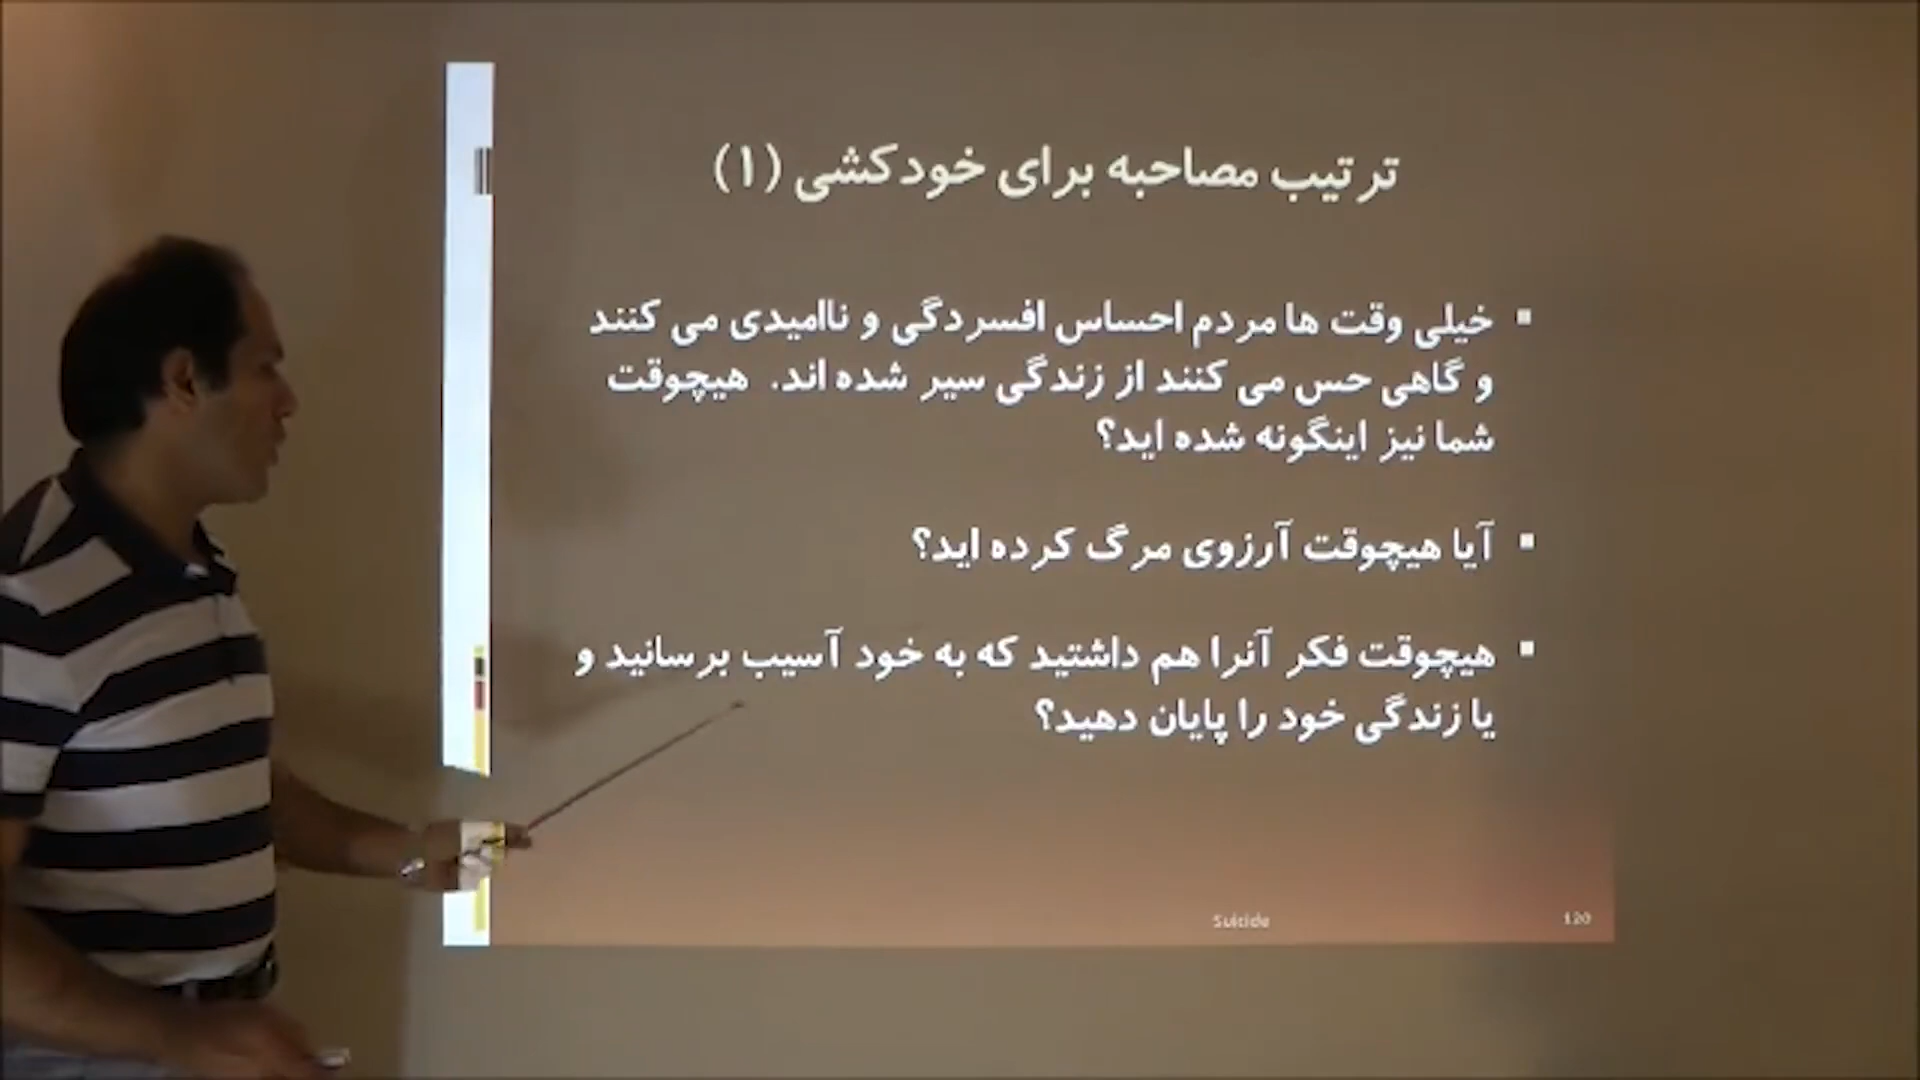 ترتیب مصاحبه برای خودکشی (۱)
خیلی وقت ها مردم احساس افسردگی و ناامیدی می کنند
و گاهی حس می کنند از زندگی سیر شده اند. هیچوقت
شما نیز اینگونه شده اید؟
آیا هیچوقت آرزوی مرگ کرده اید؟
هیچوقت فکر آنرا هم داشتید که به خود آسیب برسانید و
یا زندگی خود را پایان دهید؟
Suicide
120